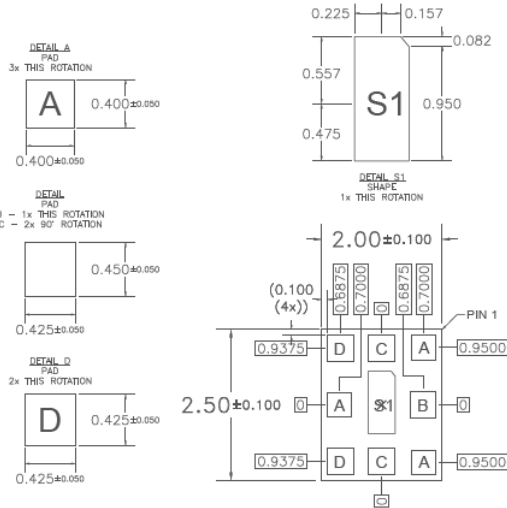 DETAIL A
PAD
3x THIS ROTATION
A
0.400±0.050
0.400±0.050
DETAIL
PAD
– 1x THIS ROTATION
C – 2x 90° ROTATION
0.450±0.050
0.425±0.050
DETAIL D
PAD
2x THIS ROTATION
D
0.425±0.050
0.425±0.050
0.225
0.157
0.082
0.557
S1
0.950
0.475
DETAIL S1
SHAPE
1x THIS ROTATION
2.00±0.100
(0.100
(4x))
0.6875
0.7000
0
0.6875
0.7000
PIN 1
0.9375
D
C
A
0.9500
2.50±0.100
0
A
S1
B
0
0.9375
D
C
A
0.9500
0